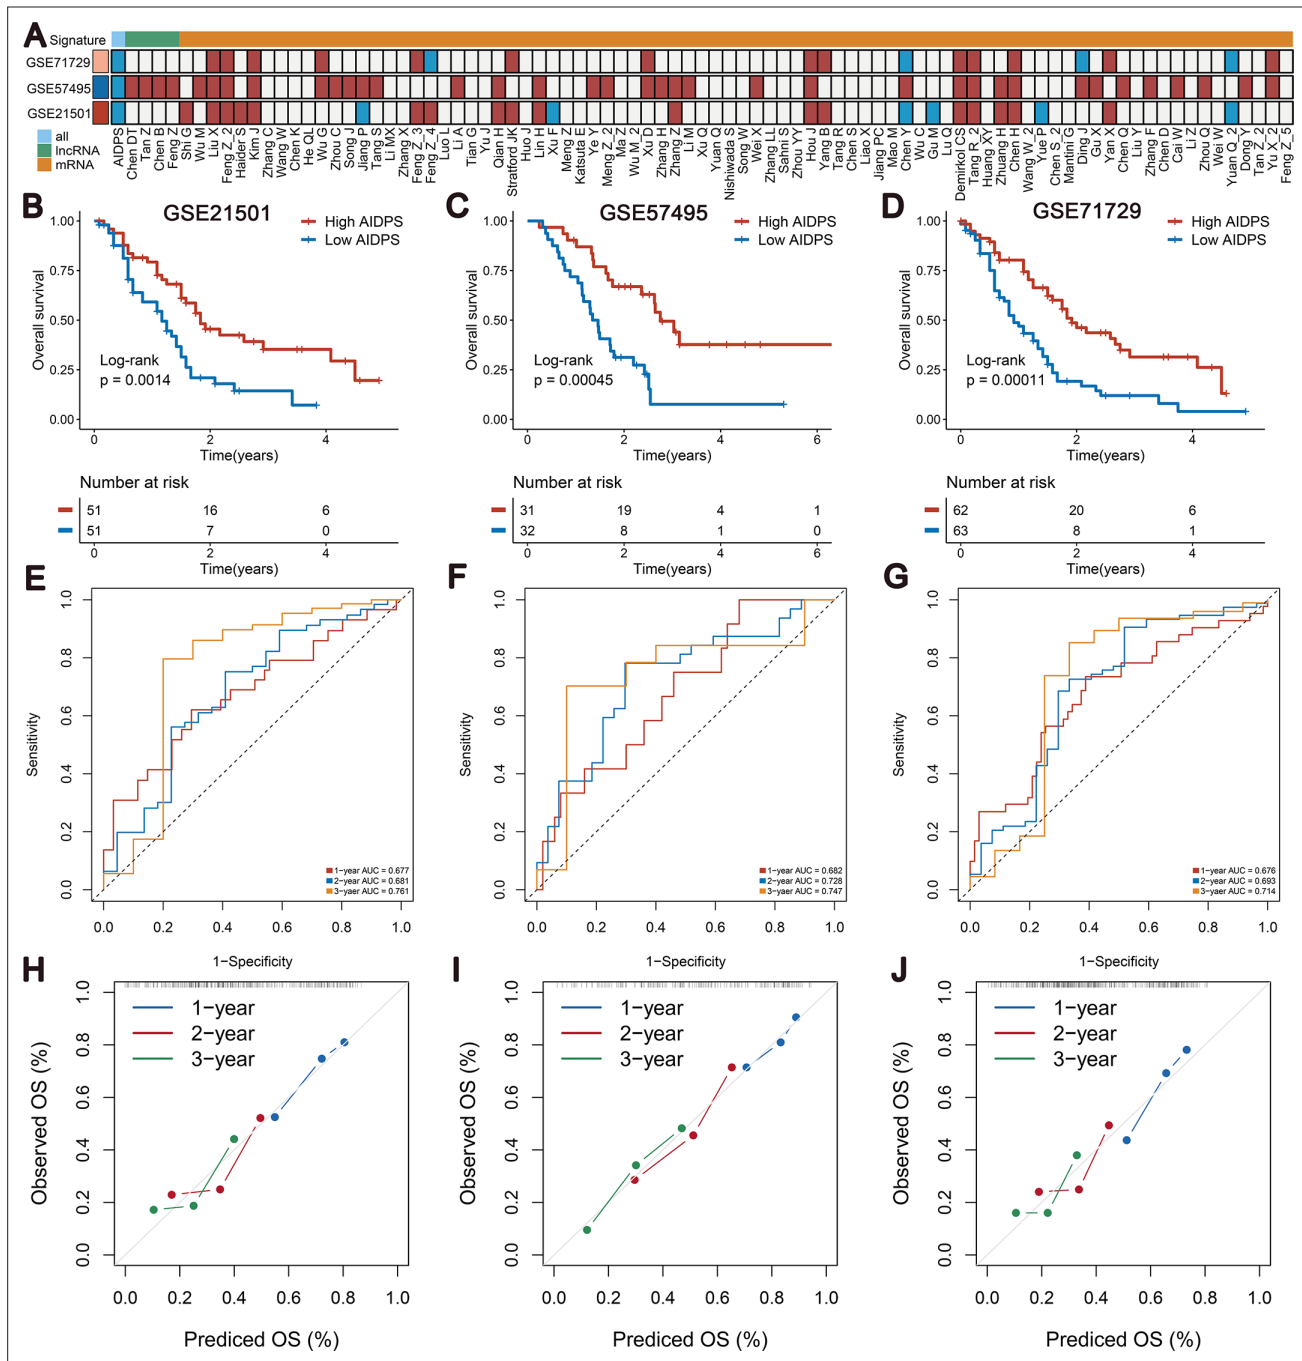 A
Signature
GSE71729
GSE57495
GSE21501
all
lncRNA
mRNA
AIDPS
Chen DT
Tan Z
Chen B
Feng Z
Shi G
Wu M
Liu X
Feng Z_2
Haider S
Kim J
Zhang C
Wang W
Chen K
He QL
Wu G
Zhou C
Song J
Jiang P
Tang S
Li MX
Zhang X
Feng Z_3
Feng Z_4
Luo L
Li A
Tian G
Yu J
Qian H
Stratford JK
Huo J
Lin H
Xu F
Meng Z
Katsuta E
Ye Y
Meng Z_2
Ma Z
Wu M_2
Xu D
Zhang H
Zhang Z
Li M
Xu Q
Yuan Q
Nishiwada S
Song W
Wei X
Zhang LL
Sahni S
Zhou YY
Hou J
Yang B
Tang R
Chen S
Liao X
Jiang PC
Mao M
Chen Y
Wu C
Gu M
Lu Q
Demirkol CS
Tang R_2
Huang XY
Zhuang H
Chen H
Wang W_2
Yue P
Chen S_2
Mantini G
Ding J
Gu X
Yan X
Chen Q
Liu Y
Zhang F
Chen D
Cai W
Li Z
Zhou Q
Wei W
Yuan Q_2
Dong Y
Tan Z_2
Yu X_2
Feng Z_5
B
GSE21501
High AIDPS
Low AIDPS
Overall survival
1.00
0.75
0.50
0.25
0.00
Log-rank
p = 0.0014
0 2 4
Time(years)
Number at risk
51 16 6
51 7 0
0 2 4
Time(years)
C
GSE57495
High AIDPS
Low AIDPS
Overall survival
1.00
0.75
0.50
0.25
0.00
Log-rank
p = 0.00045
0 2 4 6
Time(years)
Number at risk
31 19 4 1
32 8 1 0
0 2 4 6
Time(years)
D
GSE71729
High AIDPS
Low AIDPS
Overall survival
1.00
0.75
0.50
0.25
0.00
Log-rank
p = 0.00011
0 2 4
Time(years)
Number at risk
62 20 6
63 8 1
0 2 4
Time(years)
E
Sensitivity
1.0
0.8
0.6
0.4
0.2
0.0
1-year AUC = 0.677
2-year AUC = 0.681
3-yaer AUC = 0.761
0.0 0.2 0.4 0.6 0.8 1.0
1−Specificity
F
Sensitivity
1.0
0.8
0.6
0.4
0.2
0.0
1-year AUC = 0.682
2-year AUC = 0.728
3-yaer AUC = 0.747
0.0 0.2 0.4 0.6 0.8 1.0
1−Specificity
G
Sensitivity
1.0
0.8
0.6
0.4
0.2
0.0
1-year AUC = 0.676
2-year AUC = 0.693
3-yaer AUC = 0.714
0.0 0.2 0.4 0.6 0.8 1.0
H
Observed OS (%)
1.0
0.8
0.6
0.4
0.2
0.0
1−year
2−year
3−year
0.0 0.2 0.4 0.6 0.8 1.0
Prediced OS (%)
I
Observed OS (%)
1.0
0.8
0.6
0.4
0.2
0.0
1−year
2−year
3−year
0.0 0.2 0.4 0.6 0.8 1.0
Prediced OS (%)
J
Observed OS (%)
1.0
0.8
0.6
0.4
0.2
0.0
1−year
2−year
3−year
0.0 0.2 0.4 0.6 0.8 1.0
Prediced OS (%)